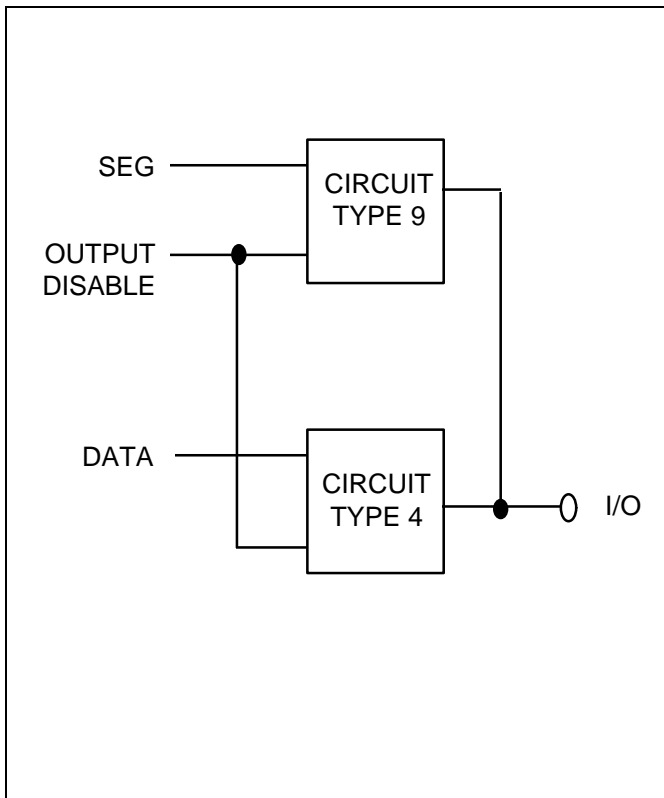 SEG
CIRCUIT
TYPE 9
OUTPUT
DISABLE
DATA
CIRCUIT
TYPE 4
I/O